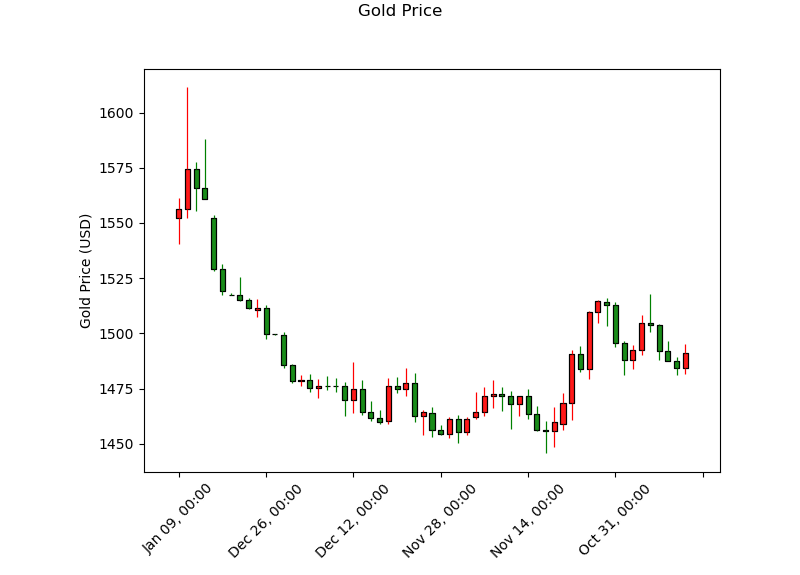 Gold Price
1600
1575
1550
1525
1500
1475
1450
Gold Price (USD)
Jan 09, 00:00
Dec 26, 00:00
Dec 12, 00:00
Nov 28, 00:00
Nov 14, 00:00
Oct 31, 00:00